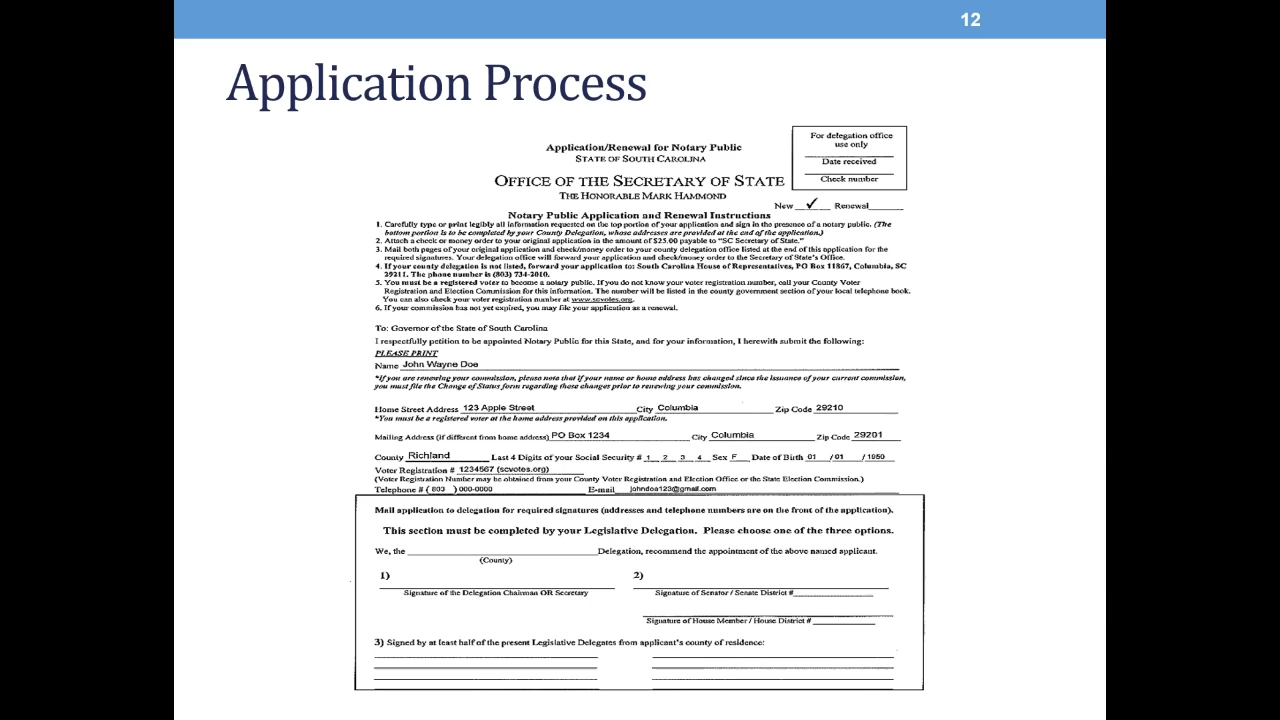 12
Application Process
For delegation office
use only
Date received
Check number
Application/Renewal for Notary Public
STATE OF SOUTH CAROLINA
OFFICE OF THE SECRETARY OF STATE
THE HONORABLE MARK HAMMOND
New ✓ Renewal
Notary Public Application and Renewal Instructions
1. Carefully type or print legibly all information requested on the top portion of your application and sign in the presence of a notary public. (The
bottom portion is to be completed by your County Delegation, whose addresses are provided at the end of the application.)
2. Attach a check or money order to your original application in the amount of $25.00 payable to "SC Secretary of State."
3. Mail both pages of your original application and check/money order to your county delegation office listed at the end of this application for the
required signatures. Your delegation office will forward your application and check/money order to the Secretary of State's Office.
4. If your county delegation is not listed, forward your application to: South Carolina House of Representatives, PO Box 11867, Columbia, SC
29211. The phone number is (803) 734-2010.
5. You must be a registered voter to become a notary public. If you do not know your voter registration number, call your County Voter
Registration and Election Commission for this information. The number will be listed in the county government section of your local telephone book.
You can also check your voter registration number at www.scvotes.org.
6. If your commission has not yet expired, you may file your application as a renewal.
To: Governor of the State of South Carolina
I respectfully petition to be appointed Notary Public for this State, and for your information, I herewith submit the following:
PLEASE PRINT
Name John Wayne Doe
*If you are renewing your commission, please note that if your name or home address has changed since the issuance of your current commission,
you must file the Change of Status form regarding these changes prior to renewing your commission.
Home Street Address 123 Apple Street City Columbia Zip Code 29210
*You must be a registered voter at the home address provided on this application.
Mailing Address (if different from home address) PO Box 1234 City Columbia Zip Code 29201
County Richland Last 4 Digits of your Social Security # 1 2 3 4 Sex F Date of Birth 01 / 01 / 1950
Voter Registration # 1234567 (scvotes.org)
(Voter Registration Number may be obtained from your County Voter Registration and Election Office or the State Election Commission.)
Telephone # ( 803 ) 000-0000 E-mail johndoe123@gmail.com
Mail application to delegation for required signatures (addresses and telephone numbers are on the front of the application).
This section must be completed by your Legislative Delegation. Please choose one of the three options.
We, the Delegation, recommend the appointment of the above named applicant.
(County)
1) 2)
Signature of the Delegation Chairman OR Secretary Signature of Senator / Senate District #
Signature of House Member / House District #
3) Signed by at least half of the present Legislative Delegates from applicant's county of residence: